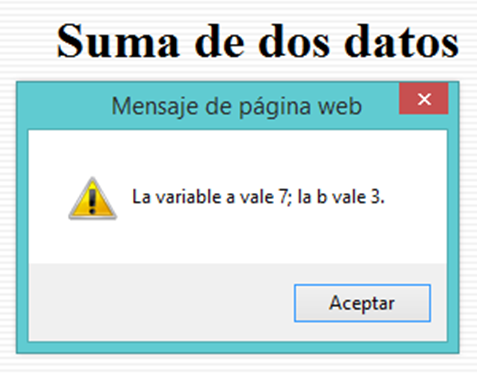 Suma de dos datos
Mensaje de página web
La variable a vale 7; la b vale 3.
Aceptar